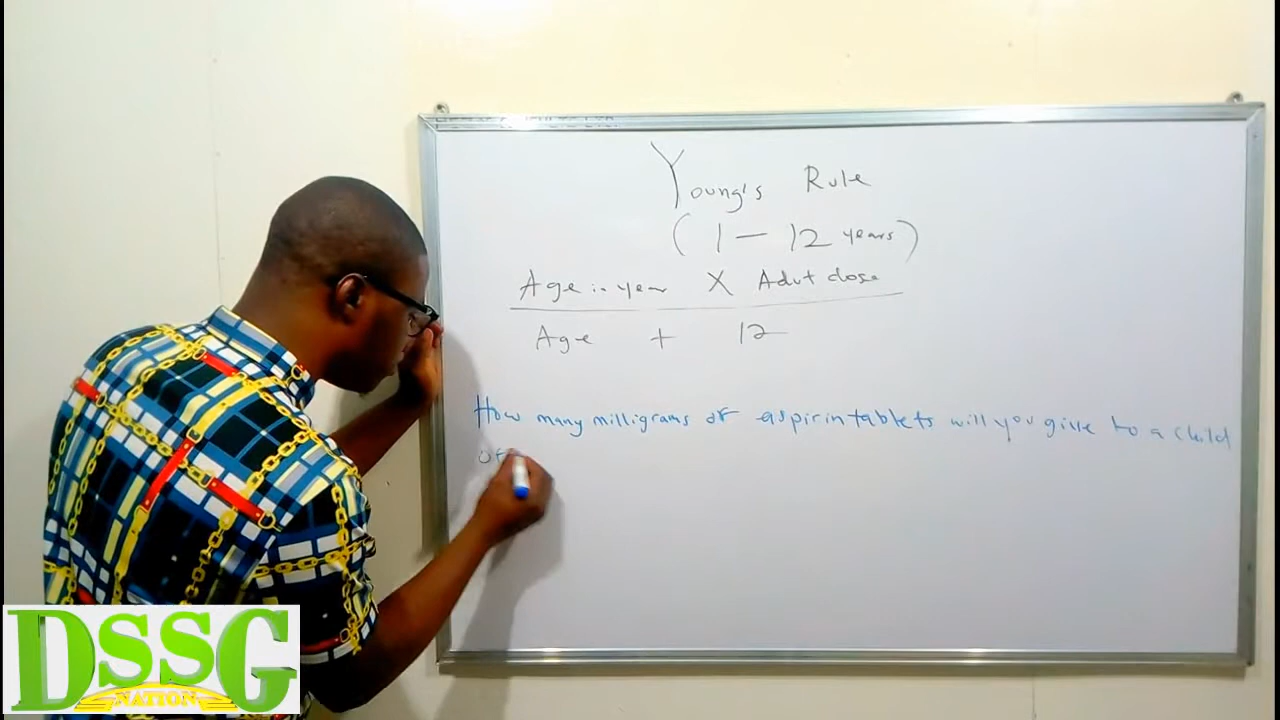 Young's Rule
(1 — 12 years)
Age in year X Adut dose
Age + 12
How many milligrams of aspirin tablets will you give to a child
of
DSSG
NATION